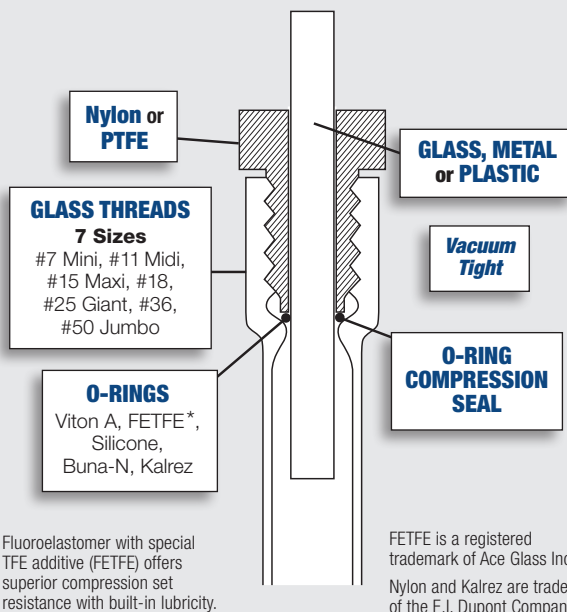 Nylon or
PTFE
GLASS, METAL
or PLASTIC
GLASS THREADS
7 Sizes
#7 Mini, #11 Midi,
#15 Maxi, #18,
#25 Giant, #36,
#50 Jumbo
Vacuum
Tight
O-RING
COMPRESSION
SEAL
O-RINGS
Viton A, FETFE*,
Silicone,
Buna-N, Kalrez
Fluoroelastomer with special
TFE additive (FETFE) offers
superior compression set
resistance with built-in lubricity.
FETFE is a registered
trademark of Ace Glass Inc
Nylon and Kalrez are trade
of the E.I. Dupont Compan